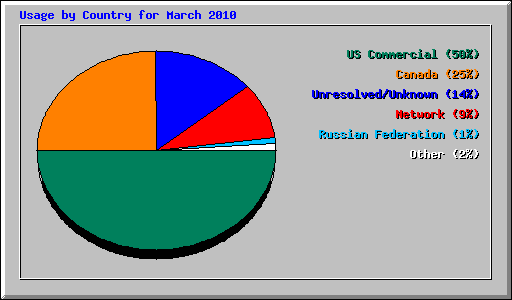 Usage by Country for March 2010
US Commercial (50%)
Canada (25%)
Unresolved/Unknown (14%)
Network (9%)
Russian Federation (1%)
Other (2%)